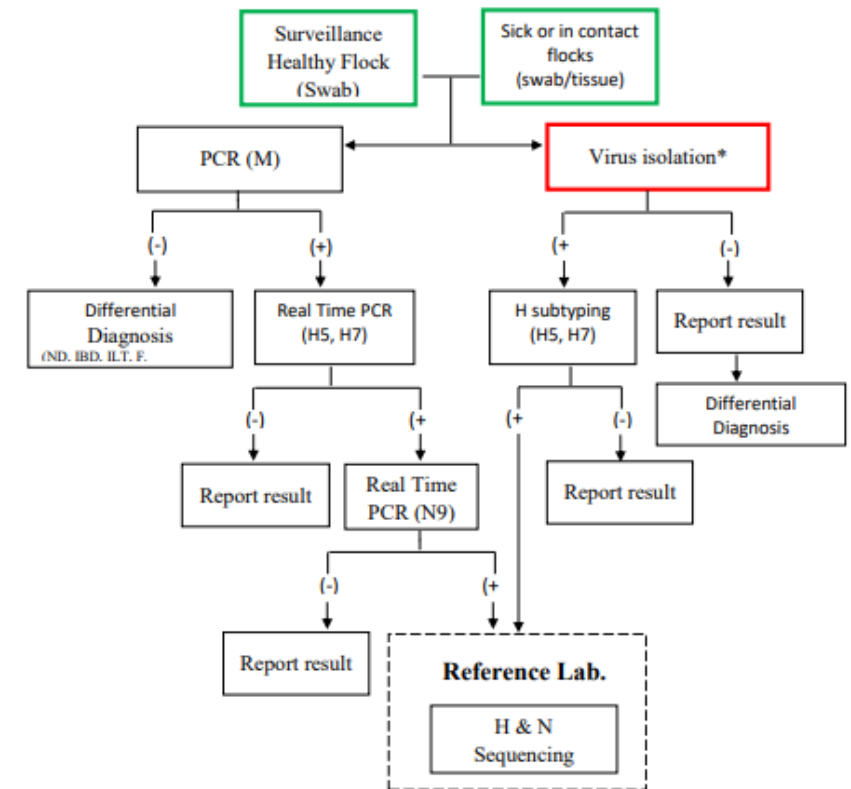 Surveillance
Healthy Flock
(Swab)
Sick or in contact
flocks
(swab/tissue)
PCR (M)
Virus isolation*
(-)
(+)
(+
(-)
Differential
Diagnosis
(ND. IBD. ILT. F.
Real Time PCR
(H5, H7)
H subtyping
(H5, H7)
Report result
Differential
Diagnosis
(-)
(+
(+
(-)
Report result
Real Time
PCR (N9)
Report result
(-)
(+
Report result
Reference Lab.
H & N
Sequencing